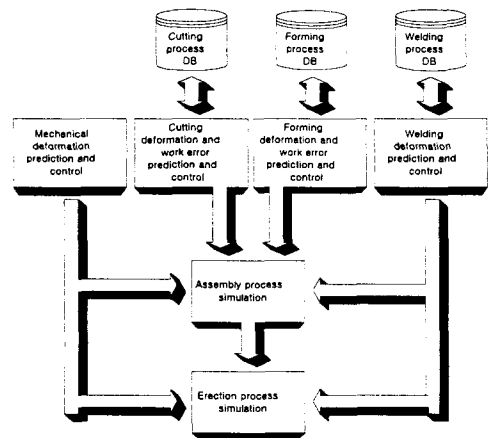 Cutting
process
DB
Forming
process
DB
Welding
process
DB
Mechanical
deformation
prediction and
control
Cutting
deformation and
work error
prediction and
control
Forming
deformation and
work error
prediction and
control
Welding
deformation
prediction and
control
Assembly process
simulation
Erection process
simulation